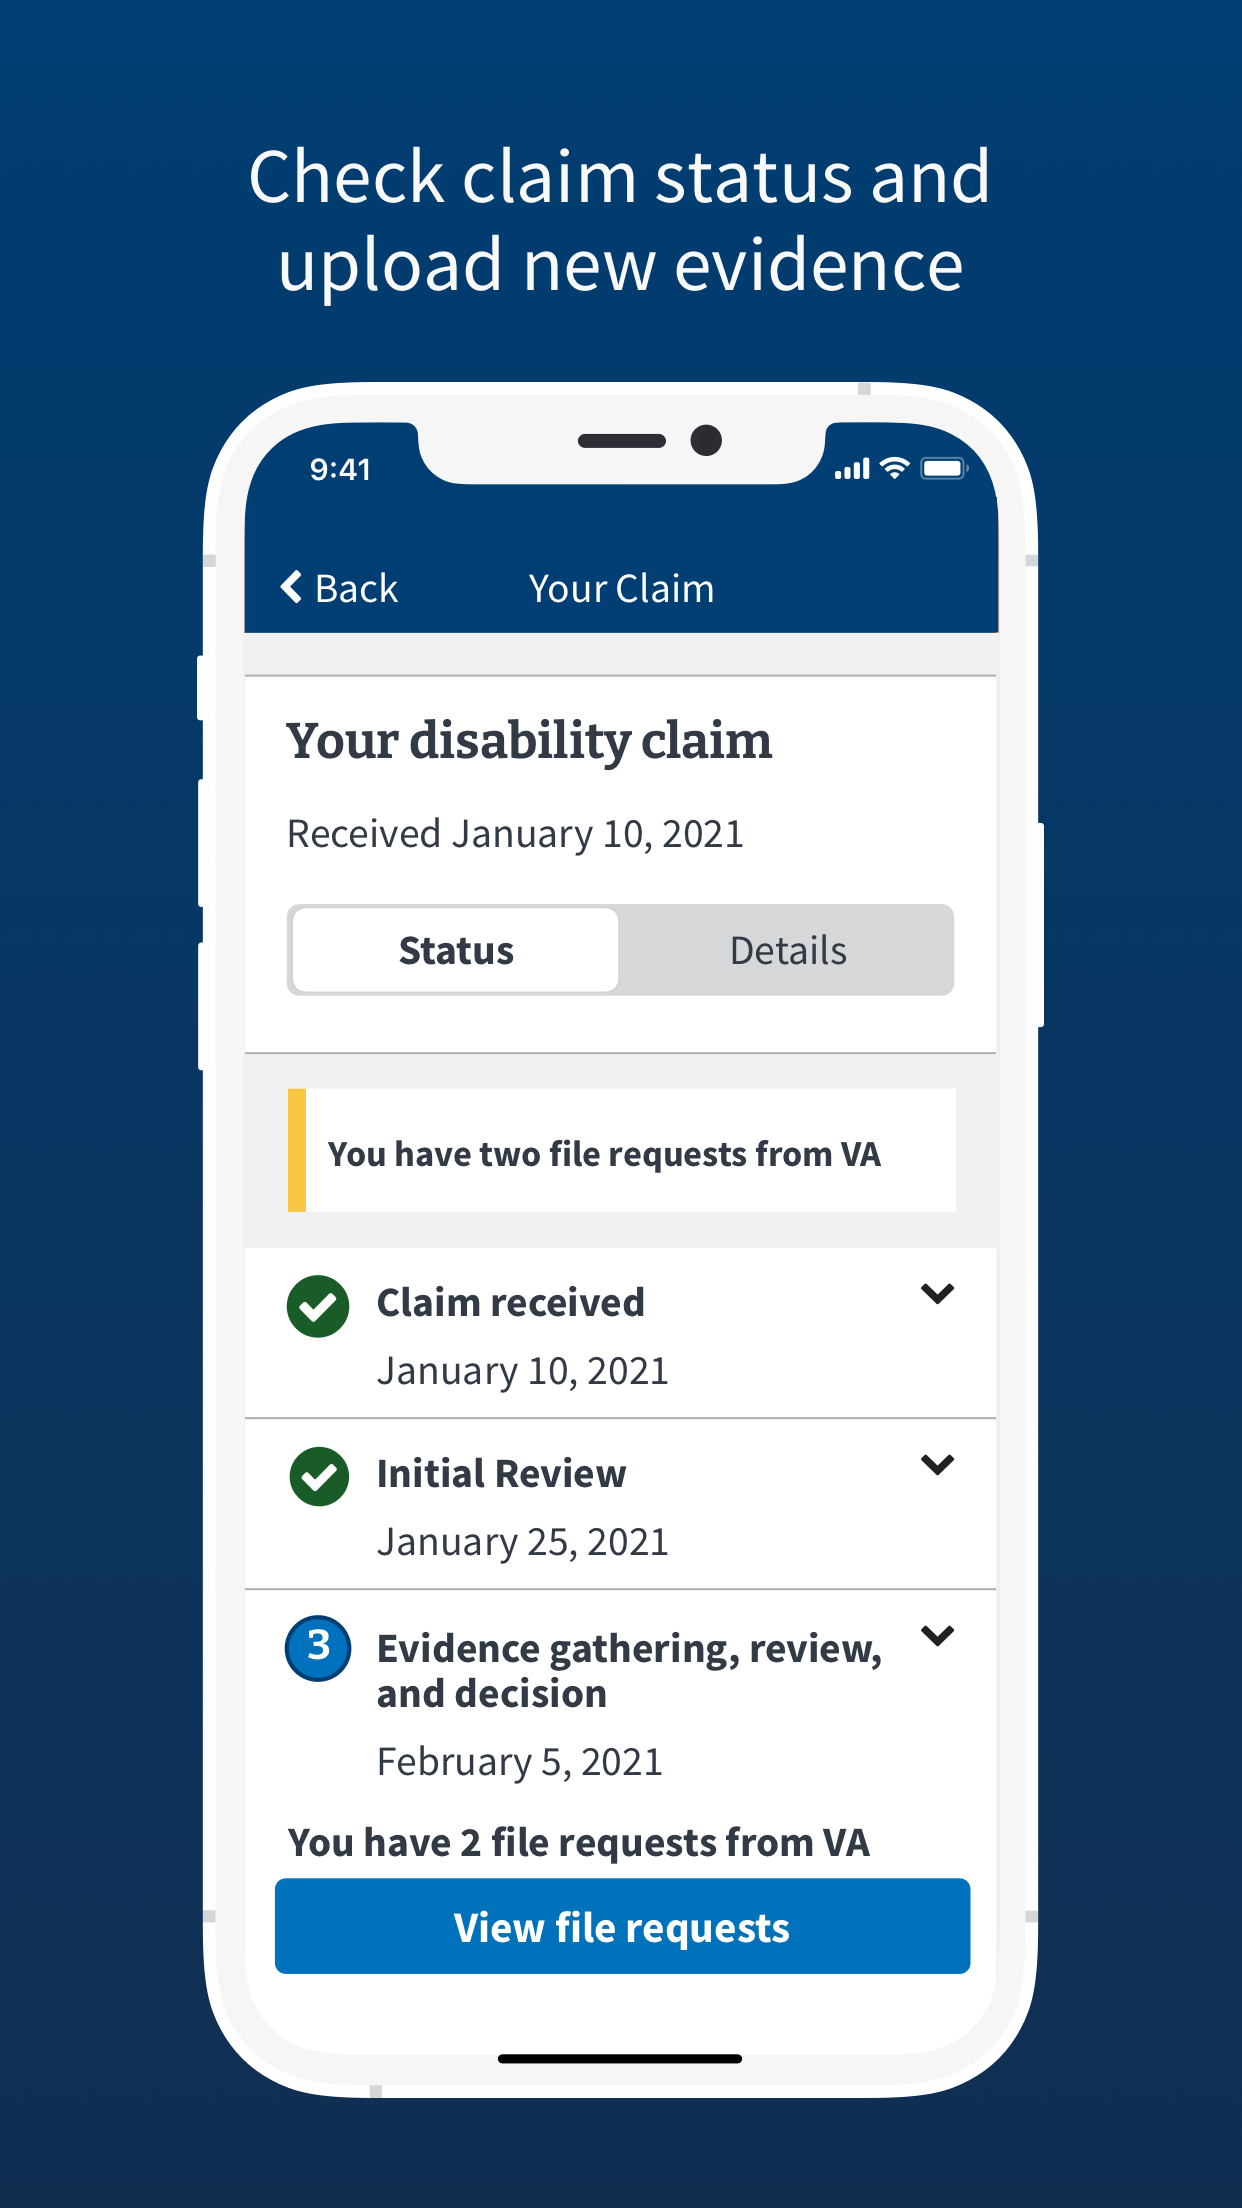 Check claim status and
upload new evidence
9:41
Back
Your Claim
Your disability claim
Received January 10, 2021
Status
Details
You have two file requests from VA
Claim received
January 10, 2021
Initial Review
January 25, 2021
3
Evidence gathering, review,
and decision
February 5, 2021
You have 2 file requests from VA
View file requests